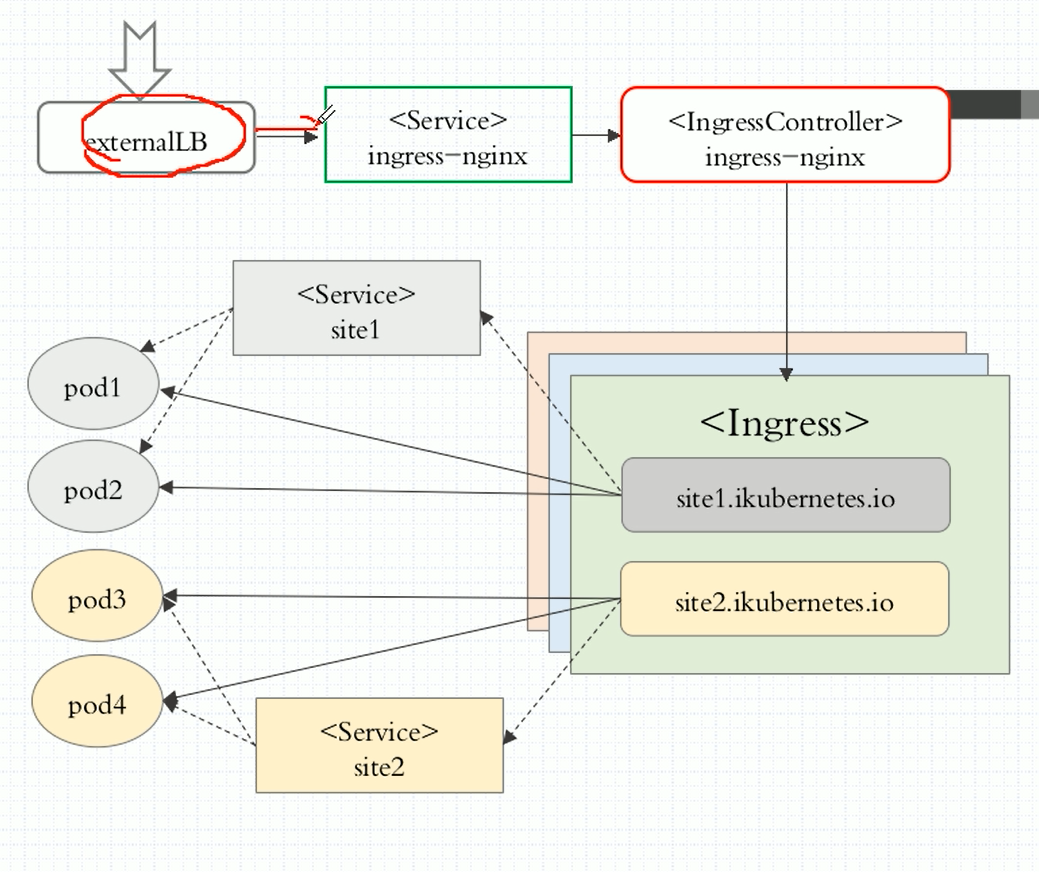 externalLB
<Service>
ingress-nginx
<IngressController>
ingress-nginx
<Service>
site1
pod1
pod2
pod3
pod4
<Ingress>
site1.ikubernetes.io
site2.ikubernetes.io
<Service>
site2